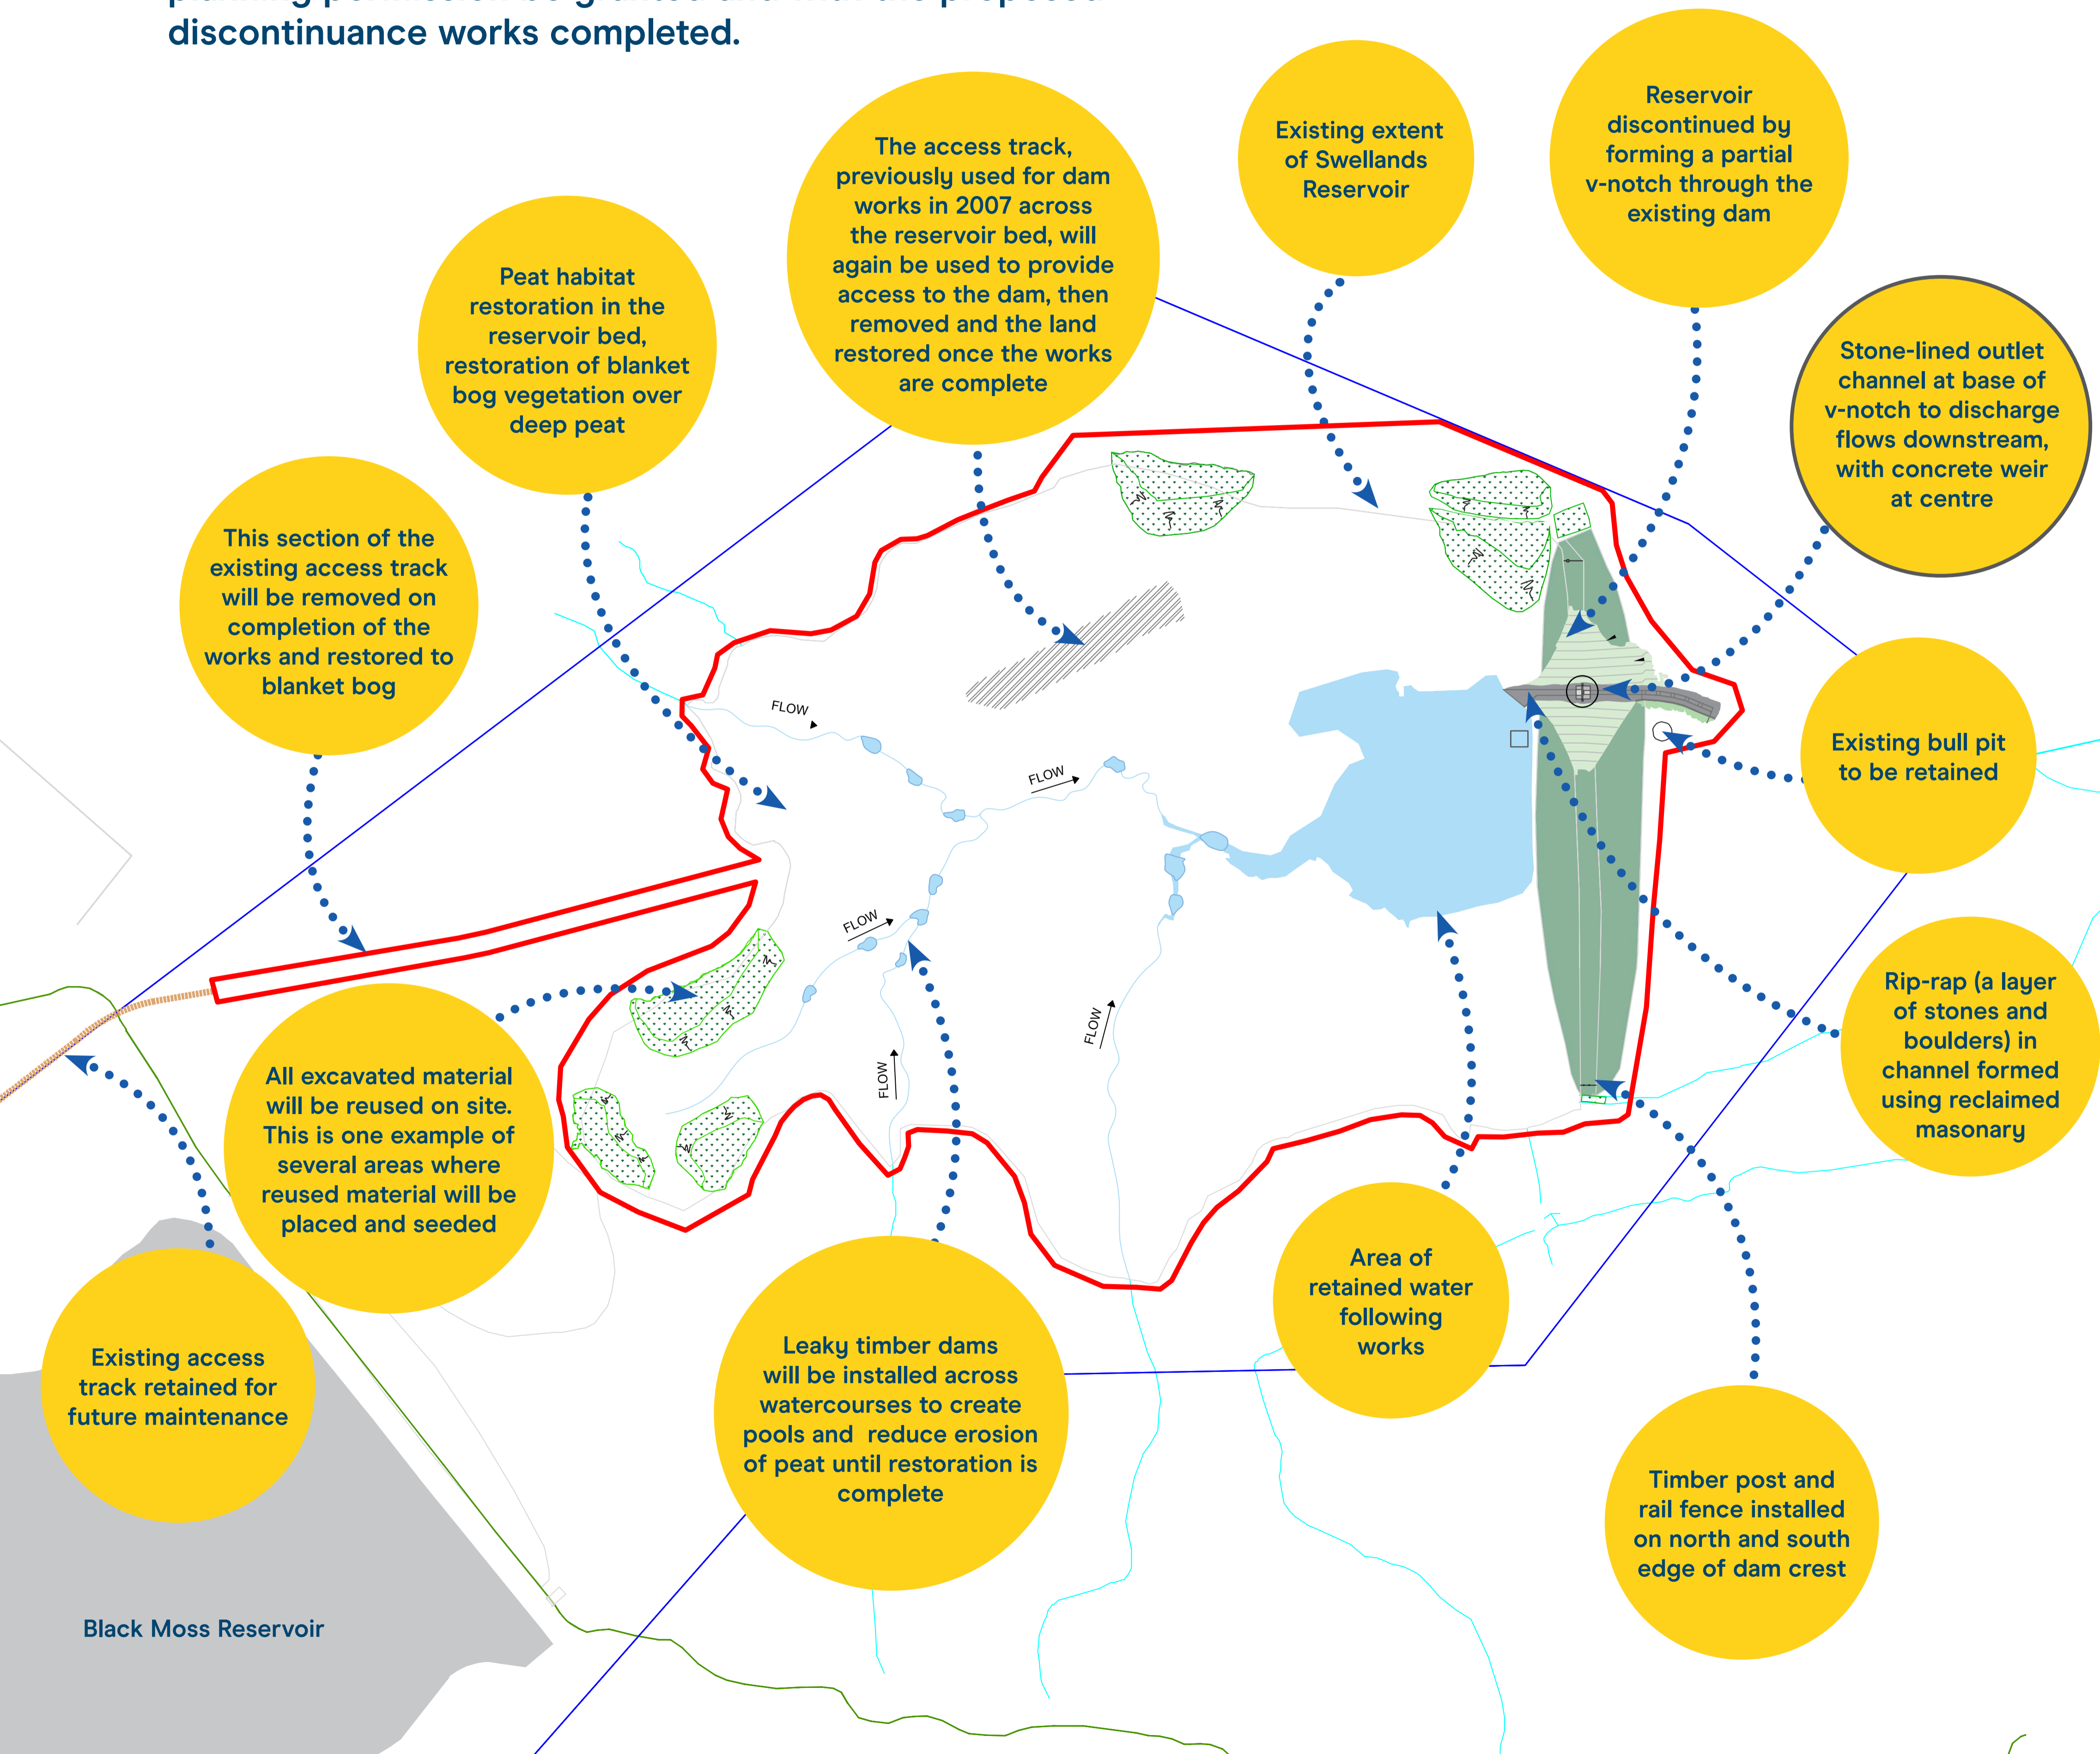 planning permission be granted and with the proposed
discontinuance works completed.
The access track,
previously used for dam
works in 2007 across
the reservoir bed, will
again be used to provide
access to the dam, then
removed and the land
restored once the works
are complete
Existing extent
of Swellands
Reservoir
Reservoir
discontinued by
forming a partial
v-notch through the
existing dam
Peat habitat
restoration in the
reservoir bed,
restoration of blanket
bog vegetation over
deep peat
Stone-lined outlet
channel at base of
v-notch to discharge
flows downstream,
with concrete weir
at centre
This section of the
existing access track
will be removed on
completion of the
works and restored to
blanket bog
FLOW
FLOW
FLOW
FLOW
FLOW
Existing bull pit
to be retained
Rip-rap (a layer
of stones and
boulders) in
channel formed
using reclaimed
masonary
All excavated material
will be reused on site.
This is one example of
several areas where
reused material will be
placed and seeded
Area of
retained water
following
works
Existing access
track retained for
future maintenance
Leaky timber dams
will be installed across
watercourses to create
pools and  reduce erosion
of peat until restoration is
complete
Timber post and
rail fence installed
on north and south
edge of dam crest
Black Moss Reservoir